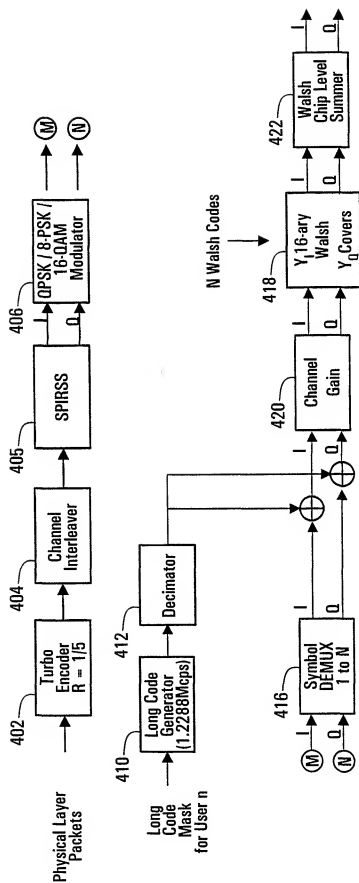 Physical Layer
Packets
402
Turbo
Encoder
R = 1/5
404
Channel
Interleaver
405
SPIRSS
I
Q
406
QPSK / 8-PSK /
16-QAM
Modulator
M
N
Long
Code
Mask
for User n
410
Long Code
Generator
(1.2288Mcps)
412
Decimator
M
N
416
Symbol
DEMUX
1 to N
I
Q
I
Q
420
Channel
Gain
I
Q
N Walsh Codes
418
YI 16-ary
Walsh
YQ Covers
I
Q
422
Walsh
Chip Level
Summer
I
Q